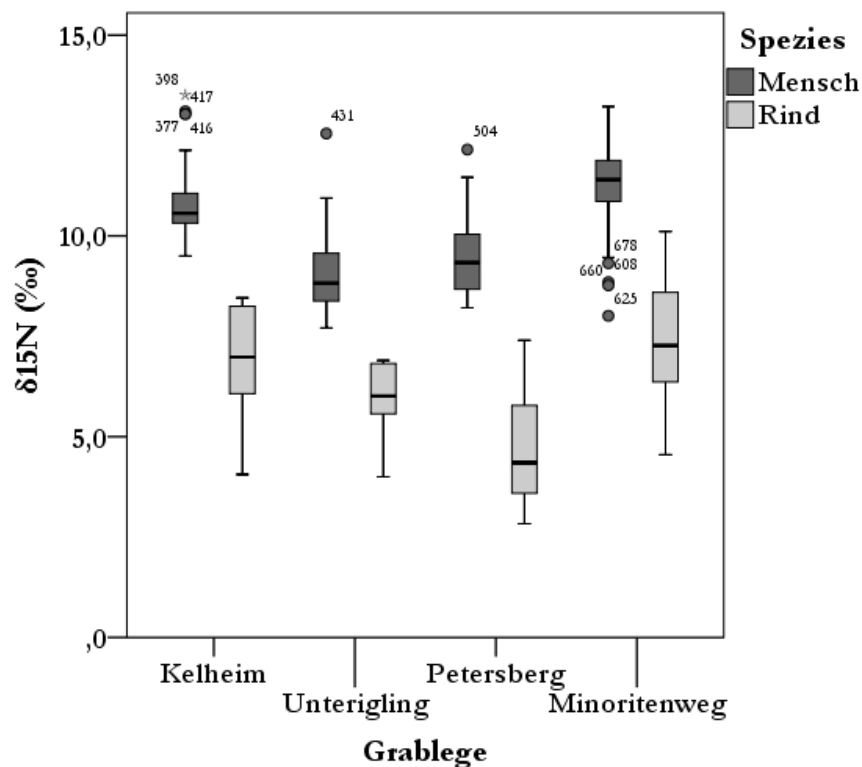 15,0
10,0
5,0
,0
δ15N (‰)
398
417
377 416
431
504
678
660 608
625
Kelheim
Unterigling
Petersberg
Minoritenweg
Grablege
Spezies
Mensch
Rind